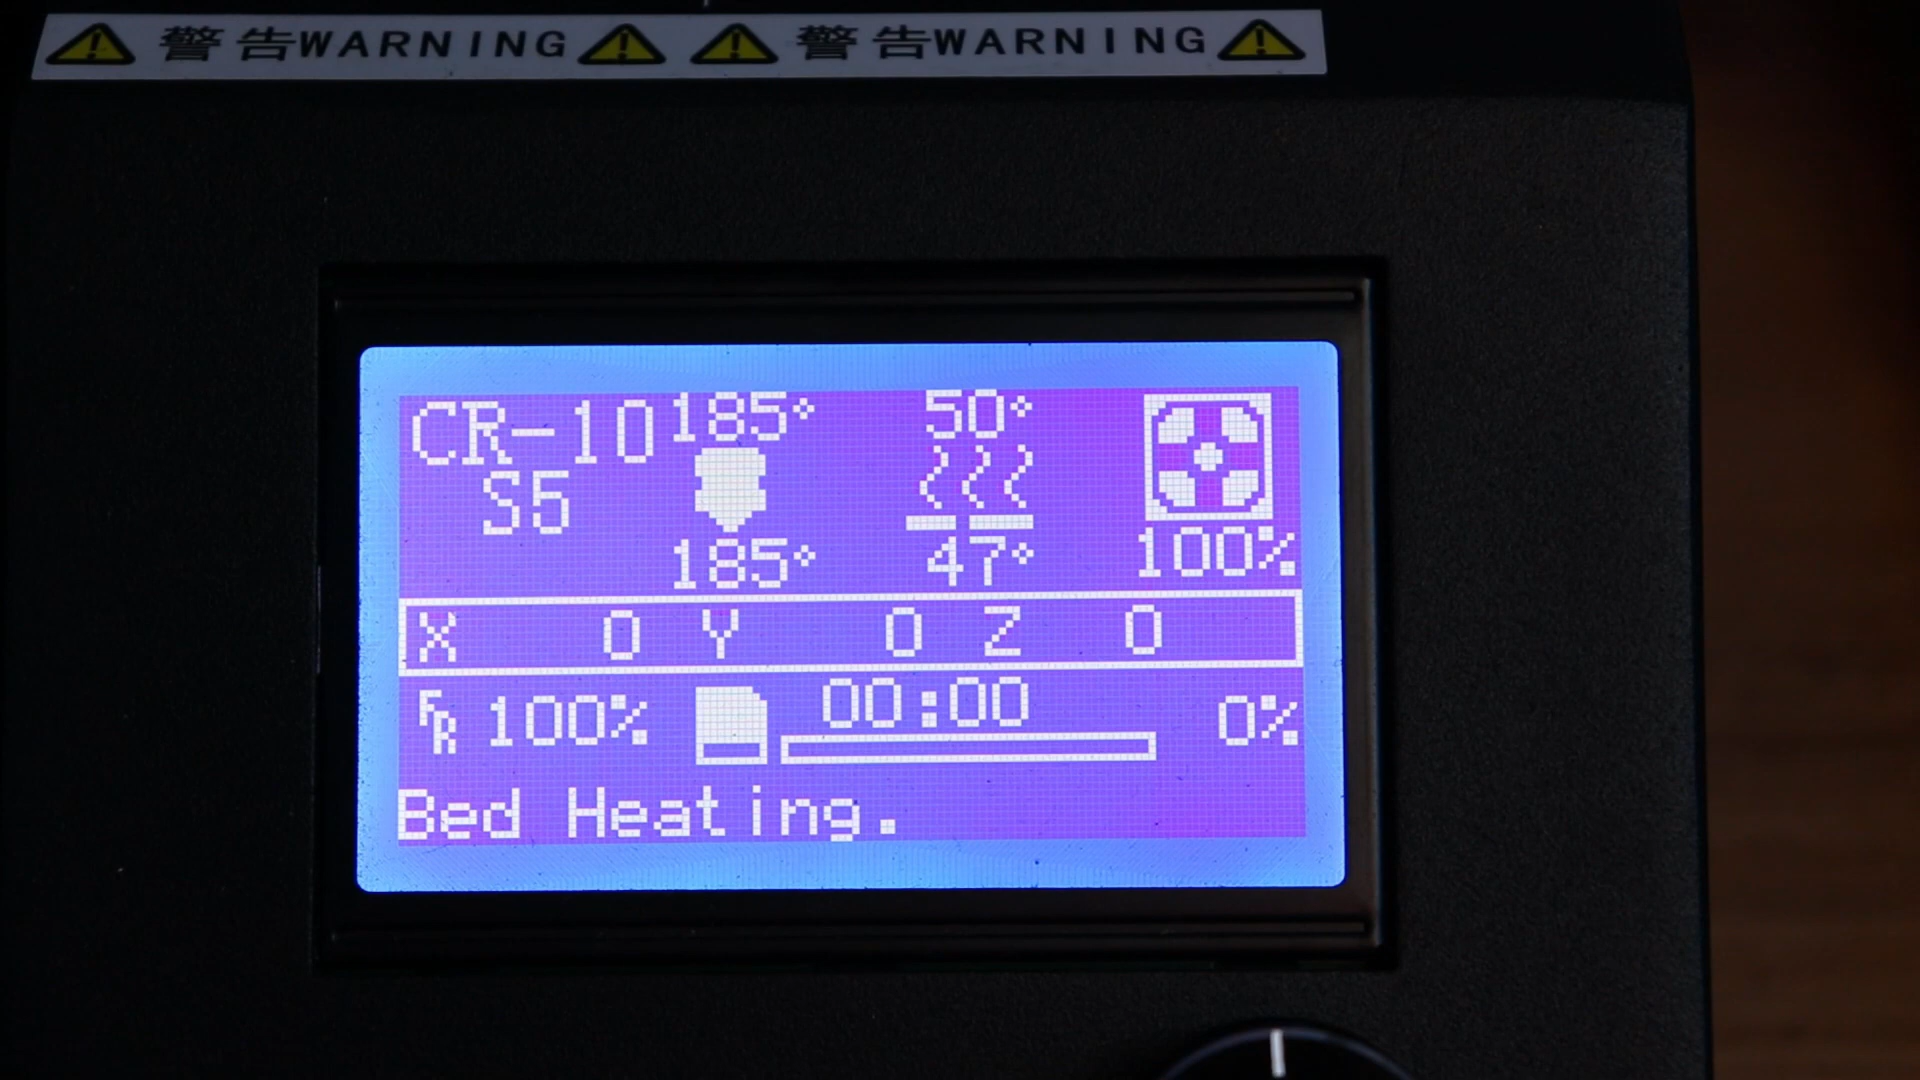 警告WARNING 警告WARNING
CR-10 185° 50°
S5
185° 47° 100%
X 0 Y 0 Z 0
FR 100% 00:00 0%
Bed Heating.